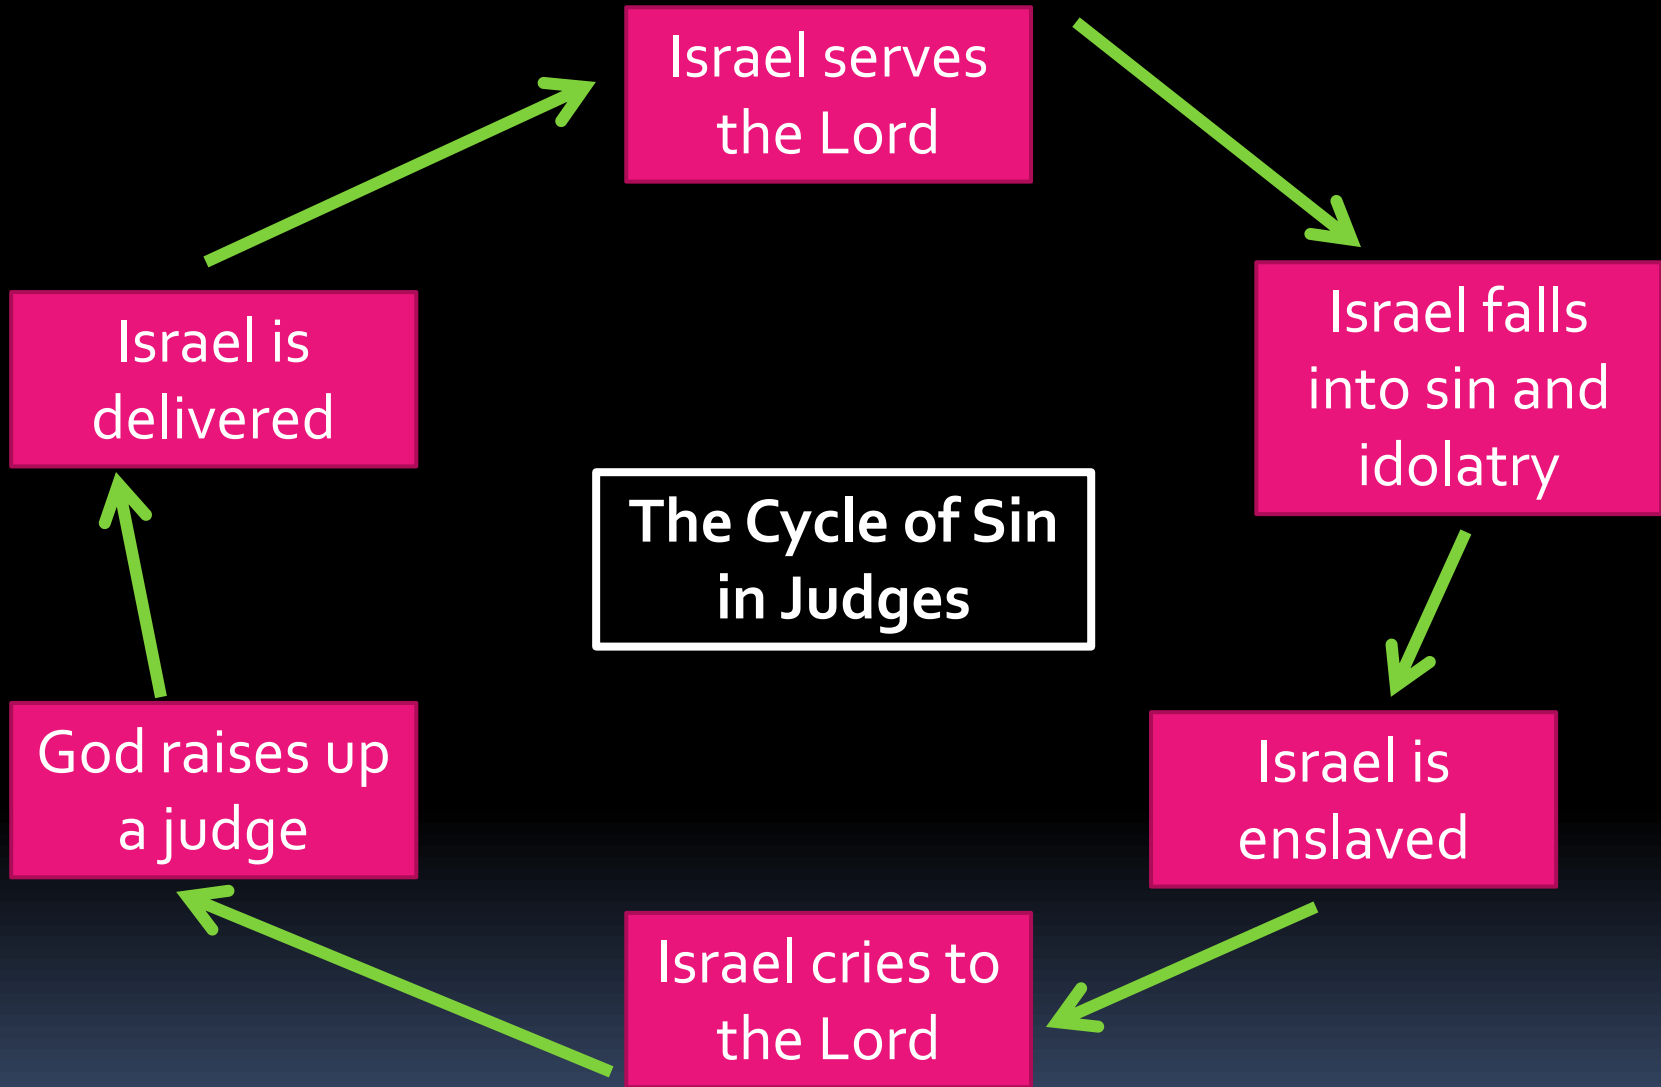 Israel serves
the Lord
Israel falls
into sin and
idolatry
Israel is
enslaved
Israel cries to
the Lord
God raises up
a judge
Israel is
delivered
The Cycle of Sin
in Judges